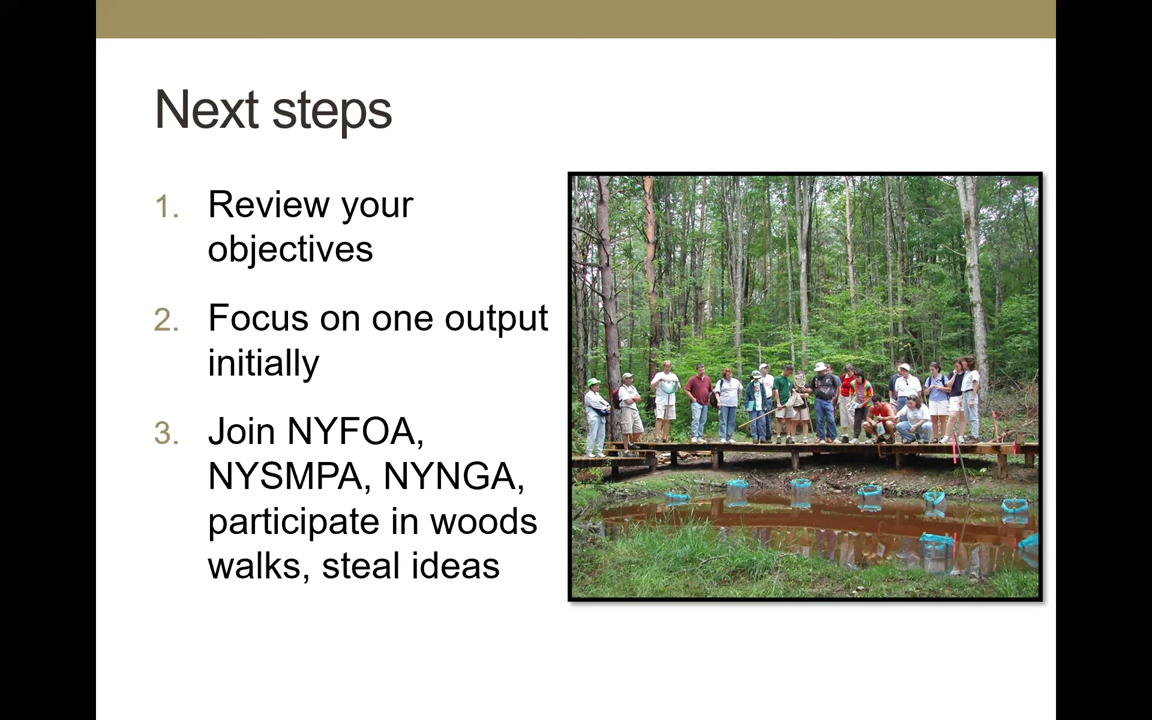 Next steps
1. Review your
objectives
2. Focus on one output
initially
3. Join NYFOA,
NYSMPA, NYNGA,
participate in woods
walks, steal ideas